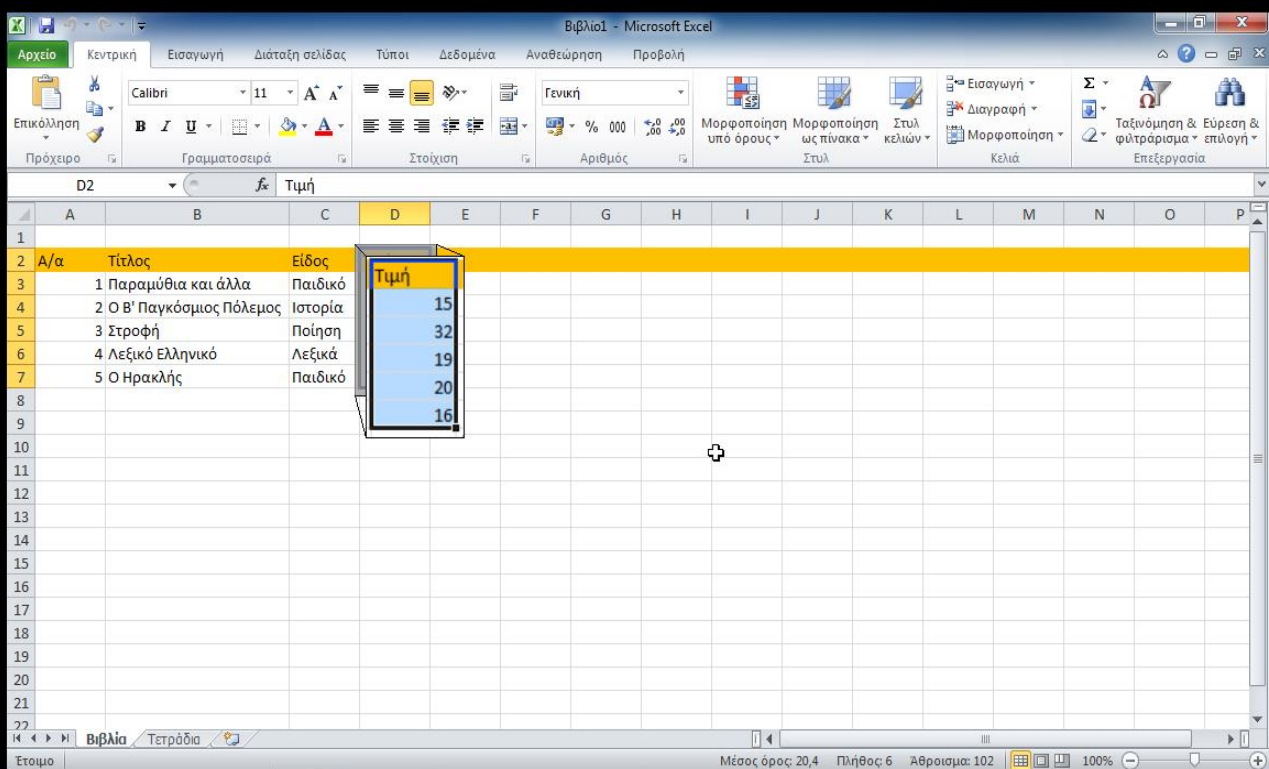 Βιβλίο1 - Microsoft Excel
Αρχείο Κεντρική Εισαγωγή Διάταξη σελίδας Τύποι Δεδομένα Αναθεώρηση Προβολή
Calibri 11 Γενική Εισαγωγή
Διαγραφή
Μορφοποίηση
Επικόλληση B I U % 000 Μορφοποίηση υπό όρους Μορφοποίηση ως πίνακα Στυλ κελιών Ταξινόμηση & φιλτράρισμα Εύρεση & επιλογή
Πρόχειρο Γραμματοσειρά Στοίχιση Αριθμός Στυλ Κελιά Επεξεργασία
D2 fx Τιμή
A B C D E F G H I J K L M N O P
1
2 Α/α Τίτλος Είδος Τιμή
3 1 Παραμύθια και άλλα Παιδικό 15
4 2 Ο Β' Παγκόσμιος Πόλεμος Ιστορία 32
5 3 Στροφή Ποίηση 19
6 4 Λεξικό Ελληνικό Λεξικά 20
7 5 Ο Ηρακλής Παιδικό 16
8
9
10
11
12
13
14
15
16
17
18
19
20
21
22
Βιβλία Τετράδια
Έτοιμο Μέσος όρος: 20,4 Πλήθος: 6 Άθροισμα: 102 100%